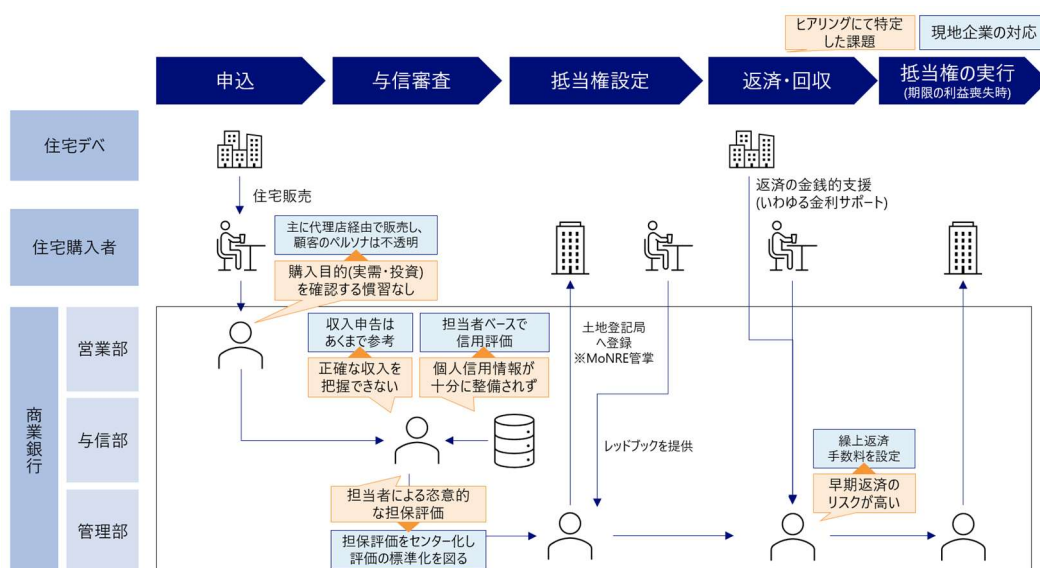 ヒアリングにて特定
した課題
現地企業の対応
申込
与信審査
抵当権設定
返済・回収
抵当権の実行
(期限の利益喪失時)
住宅デベ
住宅販売
返済の金銭的支援
(いわゆる金利サポート)
住宅購入者
主に代理店経由で販売し、
顧客のペルソナは不透明
購入目的(実需・投資)
を確認する慣習なし
商業銀行
営業部
収入申告は
あくまで参考
担当者ベースで
信用評価
正確な収入を
把握できない
個人信用情報が
十分に整備されず
土地登記局
へ登録
※MoNRE管掌
与信部
レッドブックを提供
繰上返済
手数料を設定
早期返済の
リスクが高い
管理部
担当者による恣意的
な担保評価
担保評価をセンター化し
評価の標準化を図る